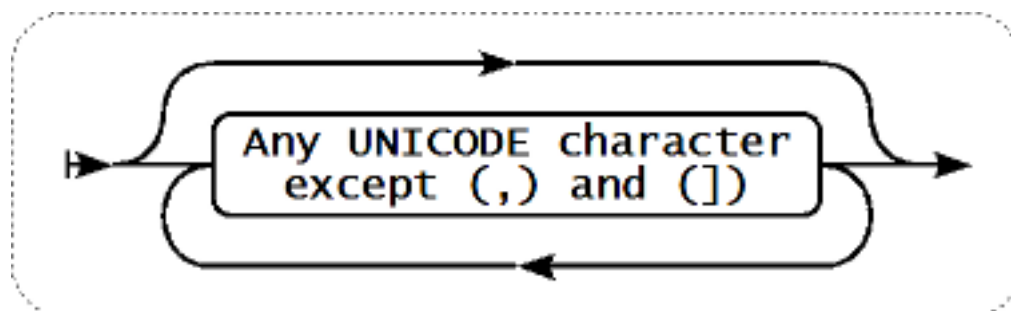 Any UNICODE character
except (,) and (])